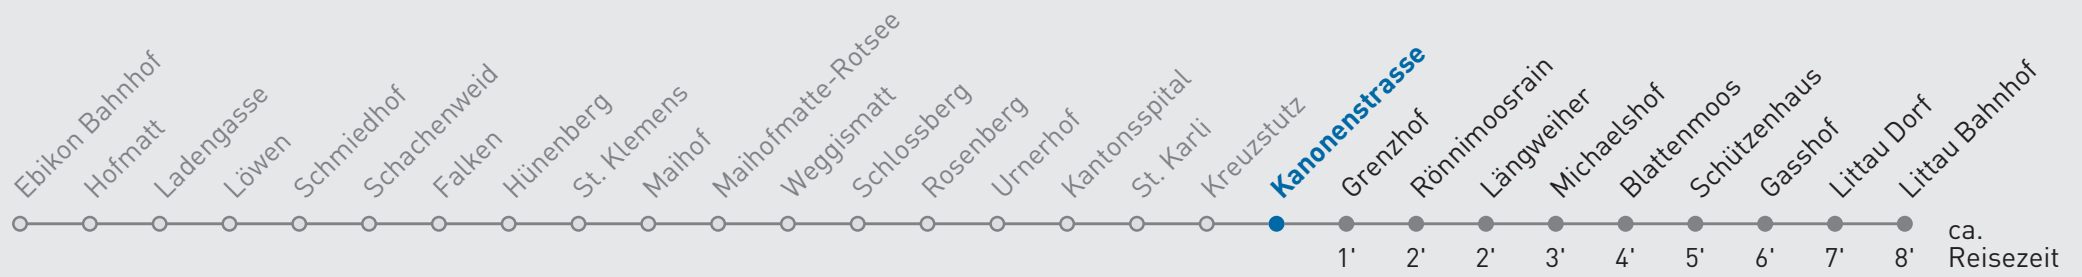 Ebikon Bahnhof
Hofmatt
Ladengasse
Löwen
Schmiedhof
Schachenweid
Falken
Hünenberg
St. Klemens
Maihof
Maihofmatte-Rotsee
Weggismatt
Schlossberg
Rosenberg
Urnerhof
Kantonsspital
St. Karli
Kreuzstutz
Kanonenstrasse
Grenzhof
Rönnimoosrain
Längweiher
Michaelshof
Blattenmoos
Schützenhaus
Gasshof
Littau Dorf
Littau Bahnhof
1' 2' 2' 3' 4' 5' 6' 7' 8'
ca.
Reisezeit